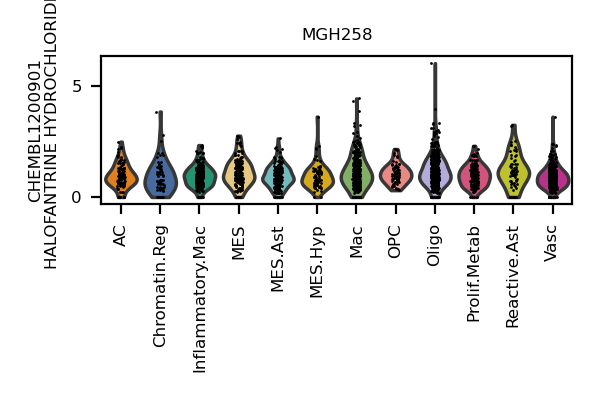 MGH258
CHEMBL1200901
HALOFANTRINE HYDROCHLORIDE
5
0
AC
Chromatin.Reg
Inflammatory.Mac
MES
MES.Ast
MES.Hyp
Mac
OPC
Oligo
Prolif.Metab
Reactive.Ast
Vasc